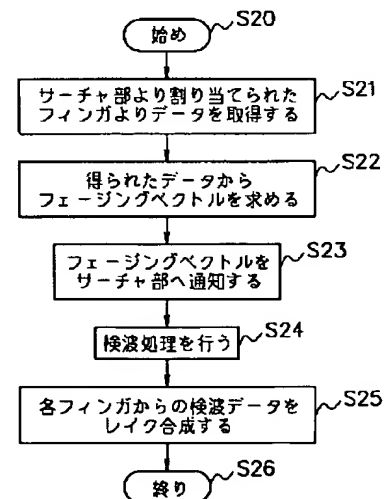 始め
S20
サーチャ部より割り当てられた
フィンガよりデータを取得する
S21
得られたデータから
フェージングベクトルを求める
S22
フェージングベクトルを
サーチャ部へ通知する
S23
検波処理を行う
S24
各フィンガからの検波データを
レイク合成する
S25
終り
S26